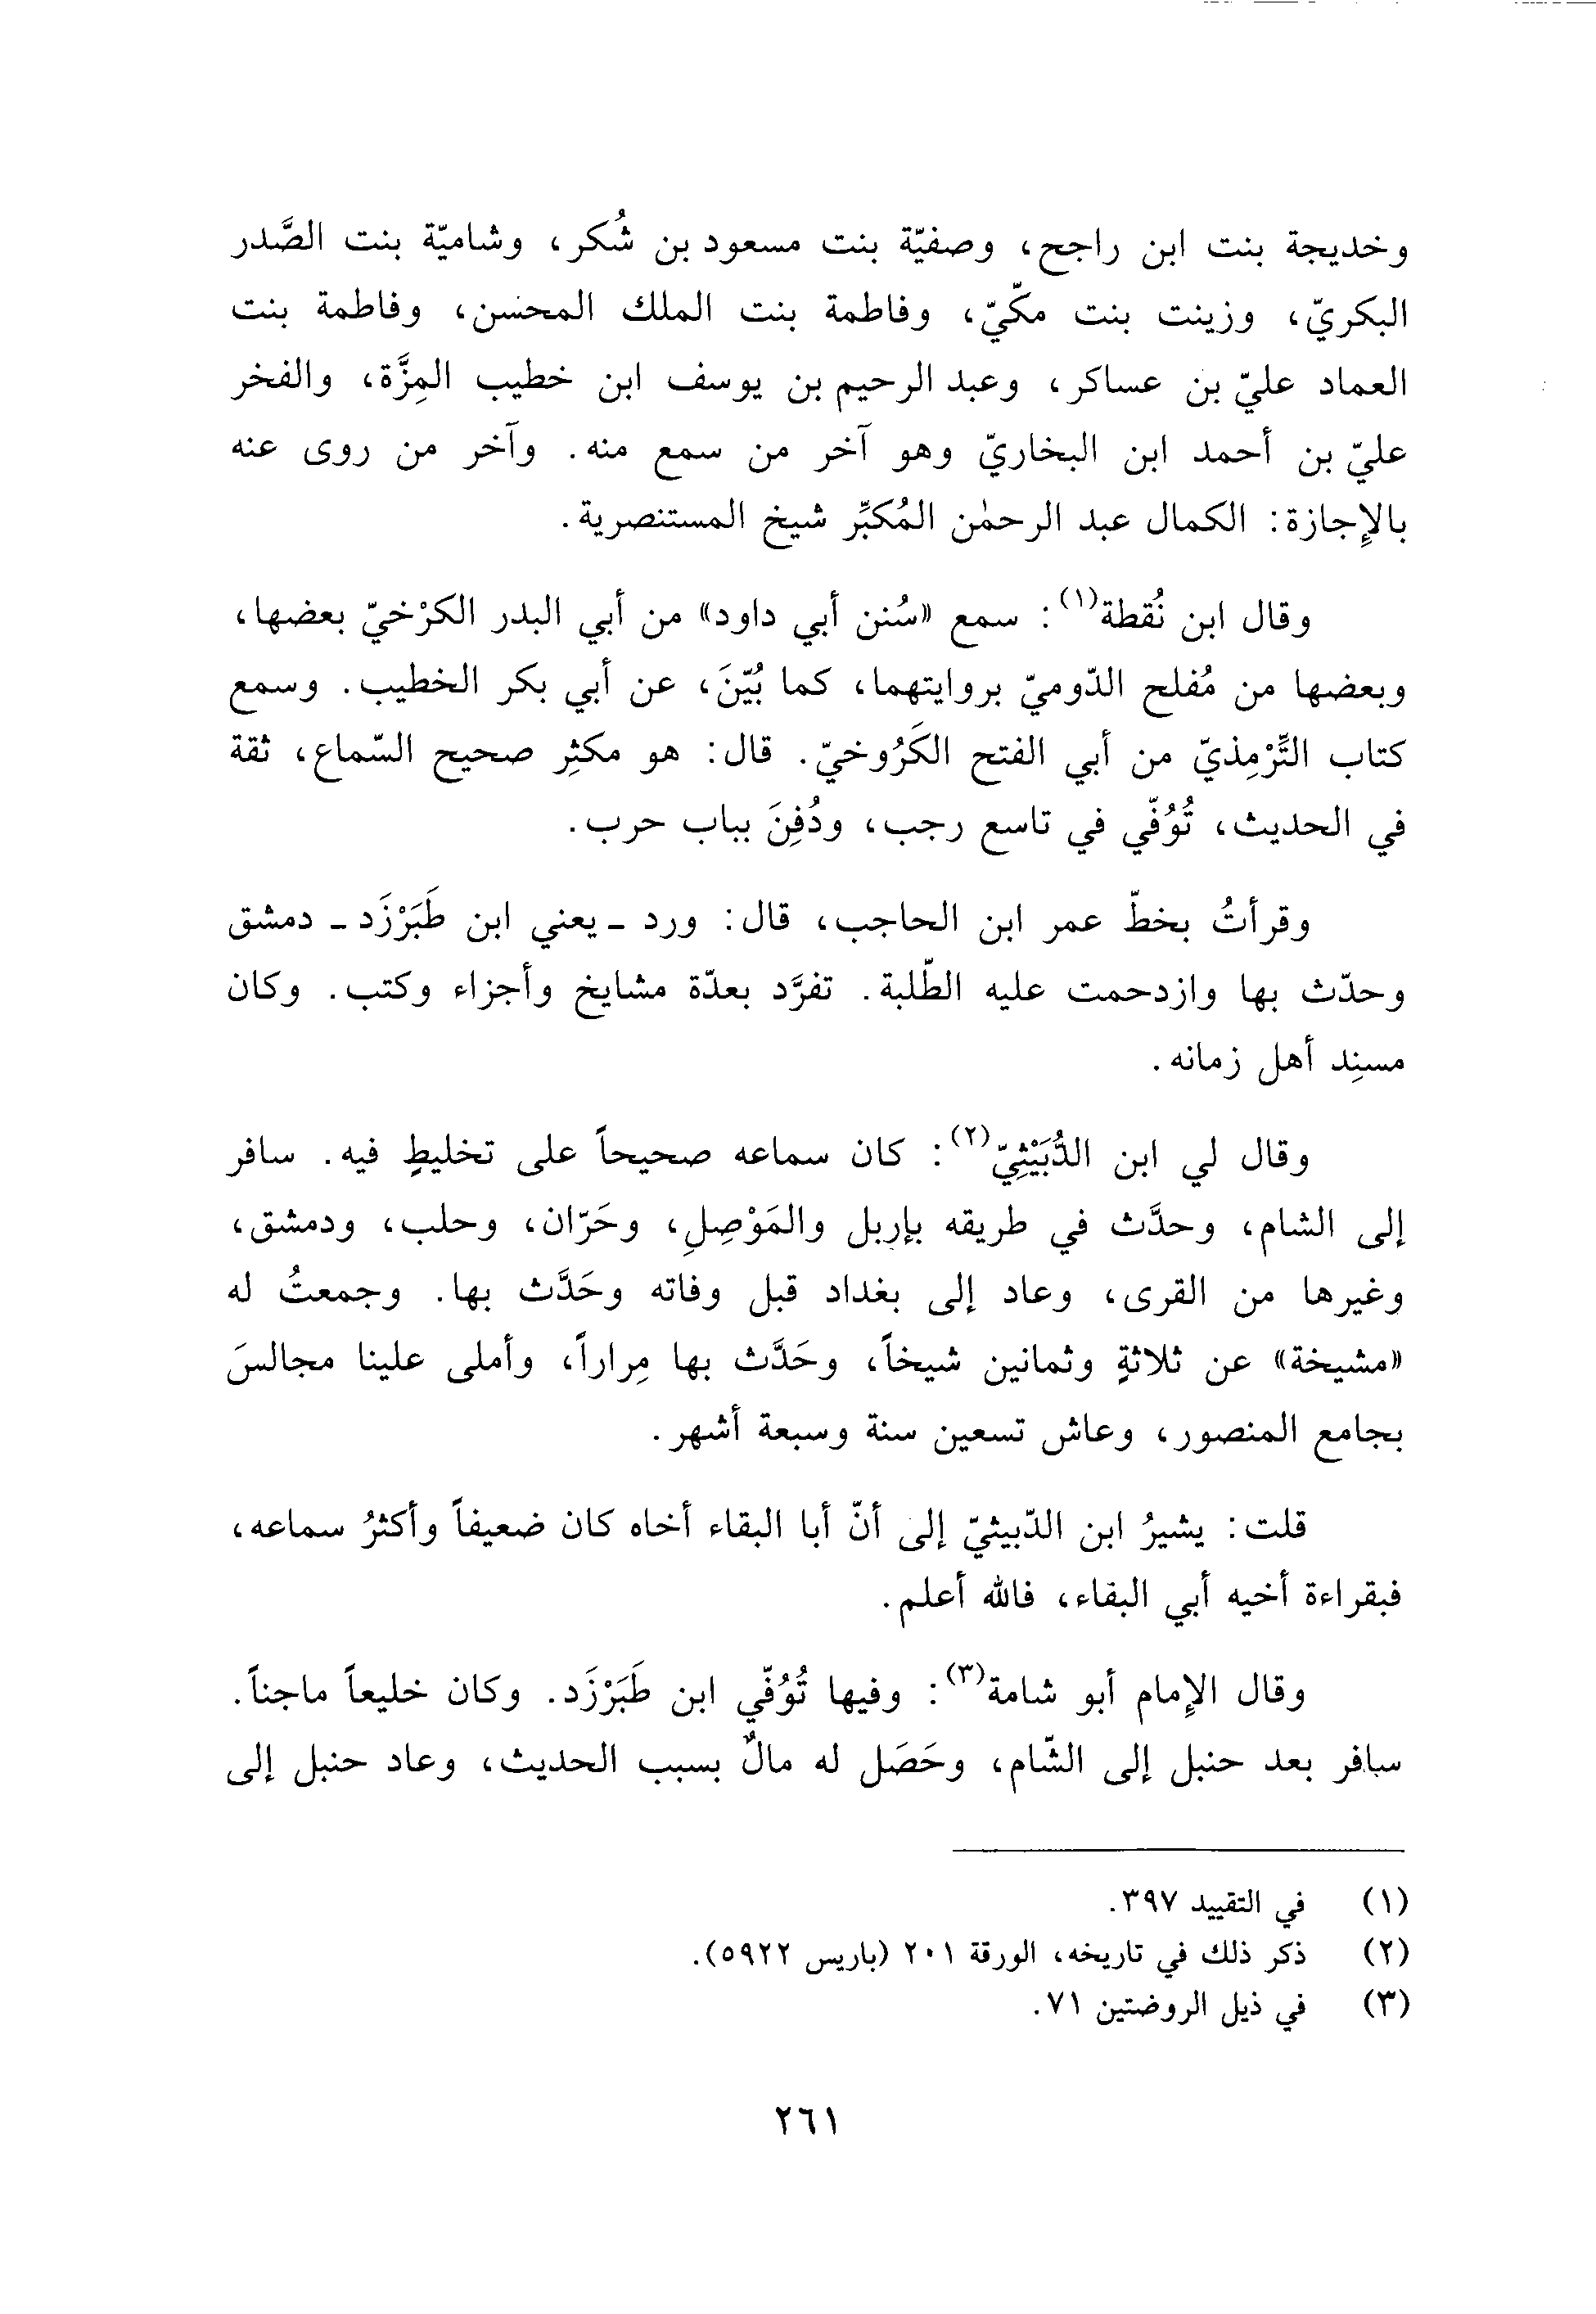 وخديجة بنت ابن راجح، وصفيّة بنت مسعود بن شُكر، وشاميّة بنت الصَّدر
البكريّ، وزينت بنت مكّيّ، وفاطمة بنت الملك المحسن، وفاطمة بنت
العماد عليّ بن عساكر، وعبد الرحيم بن يوسف ابن خطيب المِزَّة، والفخر
عليّ بن أحمد ابن البخاريّ وهو آخر من سمع منه. وآخر من روى عنه
بالإِجازة: الكمال عبد الرحمٰن المُكبِّر شيخ المستنصرية.
وقال ابن نُقطة(١): سمع «سُنن أبي داود» من أبي البدر الكرْخيّ بعضها،
وبعضها من مُفلح الدّوميّ بروايتهما، كما بُيّنَ، عن أبي بكر الخطيب. وسمع
كتاب التِّرْمِذيّ من أبي الفتح الكَرُوخيّ. قال: هو مكثِر صحيح السّماع، ثقة
في الحديث، تُوُفّي في تاسع رجب، ودُفِنَ بباب حرب.
وقرأتُ بخطّ عمر ابن الحاجب، قال: ورد ـ يعني ابن طَبَرْزَد ـ دمشق
وحدّث بها وازدحمت عليه الطّلبة. تفرَّد بعدّة مشايخ وأجزاء وكتب. وكان
مسنِد أهل زمانه.
وقال لي ابن الدُّبَيْثِيّ(٢): كان سماعه صحيحاً على تخليطٍ فيه. سافر
إلى الشام، وحدَّث في طريقه بإربل والمَوْصِلِ، وحَرّان، وحلب، ودمشق،
وغيرها من القرى، وعاد إلى بغداد قبل وفاته وحَدَّث بها. وجمعتُ له
«مشيخة» عن ثلاثةٍ وثمانين شيخاً، وحَدَّث بها مِراراً، وأملى علينا مجالسَ
بجامع المنصور، وعاش تسعين سنة وسبعة أشهر.
قلت: يشيرُ ابن الدّبيثيّ إلى أنّ أبا البقاء أخاه كان ضعيفاً وأكثرُ سماعه،
فبقراءة أخيه أبي البقاء، فالله أعلم.
وقال الإِمام أبو شامة(٣): وفيها تُوُفّي ابن طَبَرْزَد. وكان خليعاً ماجناً.
سافر بعد حنبل إلى الشّام، وحَصَل له مالٌ بسبب الحديث، وعاد حنبل إلى
(١) في التقييد ٣٩٧.
(٢) ذكر ذلك في تاريخه، الورقة ٢٠١ (باريس ٥٩٢٢).
(٣) في ذيل الروضتين ٧١.
٢٦١